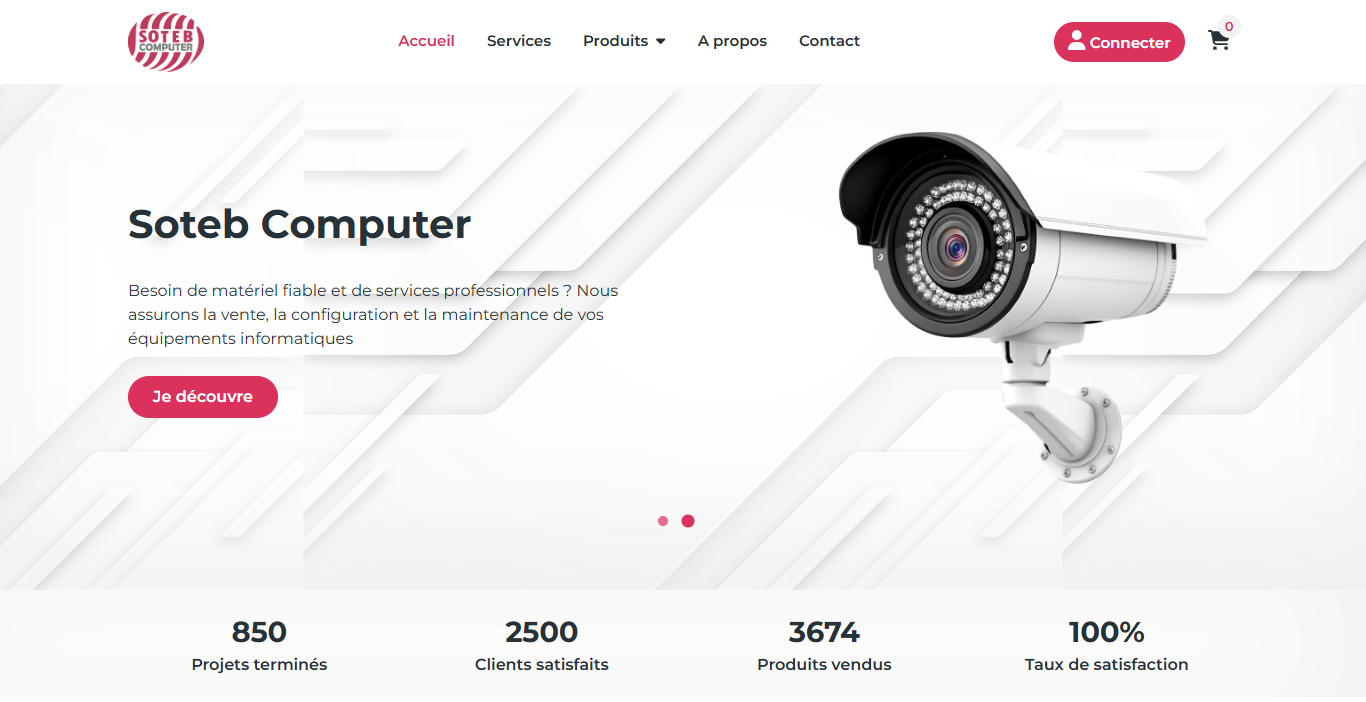 SOTEB
COMPUTER
Accueil
Services
Produits
A propos
Contact
Connecter
0
Soteb Computer
Besoin de matériel fiable et de services professionnels ? Nous
assurons la vente, la configuration et la maintenance de vos
équipements informatiques
Je découvre
850
Projets terminés
2500
Clients satisfaits
3674
Produits vendus
100%
Taux de satisfaction